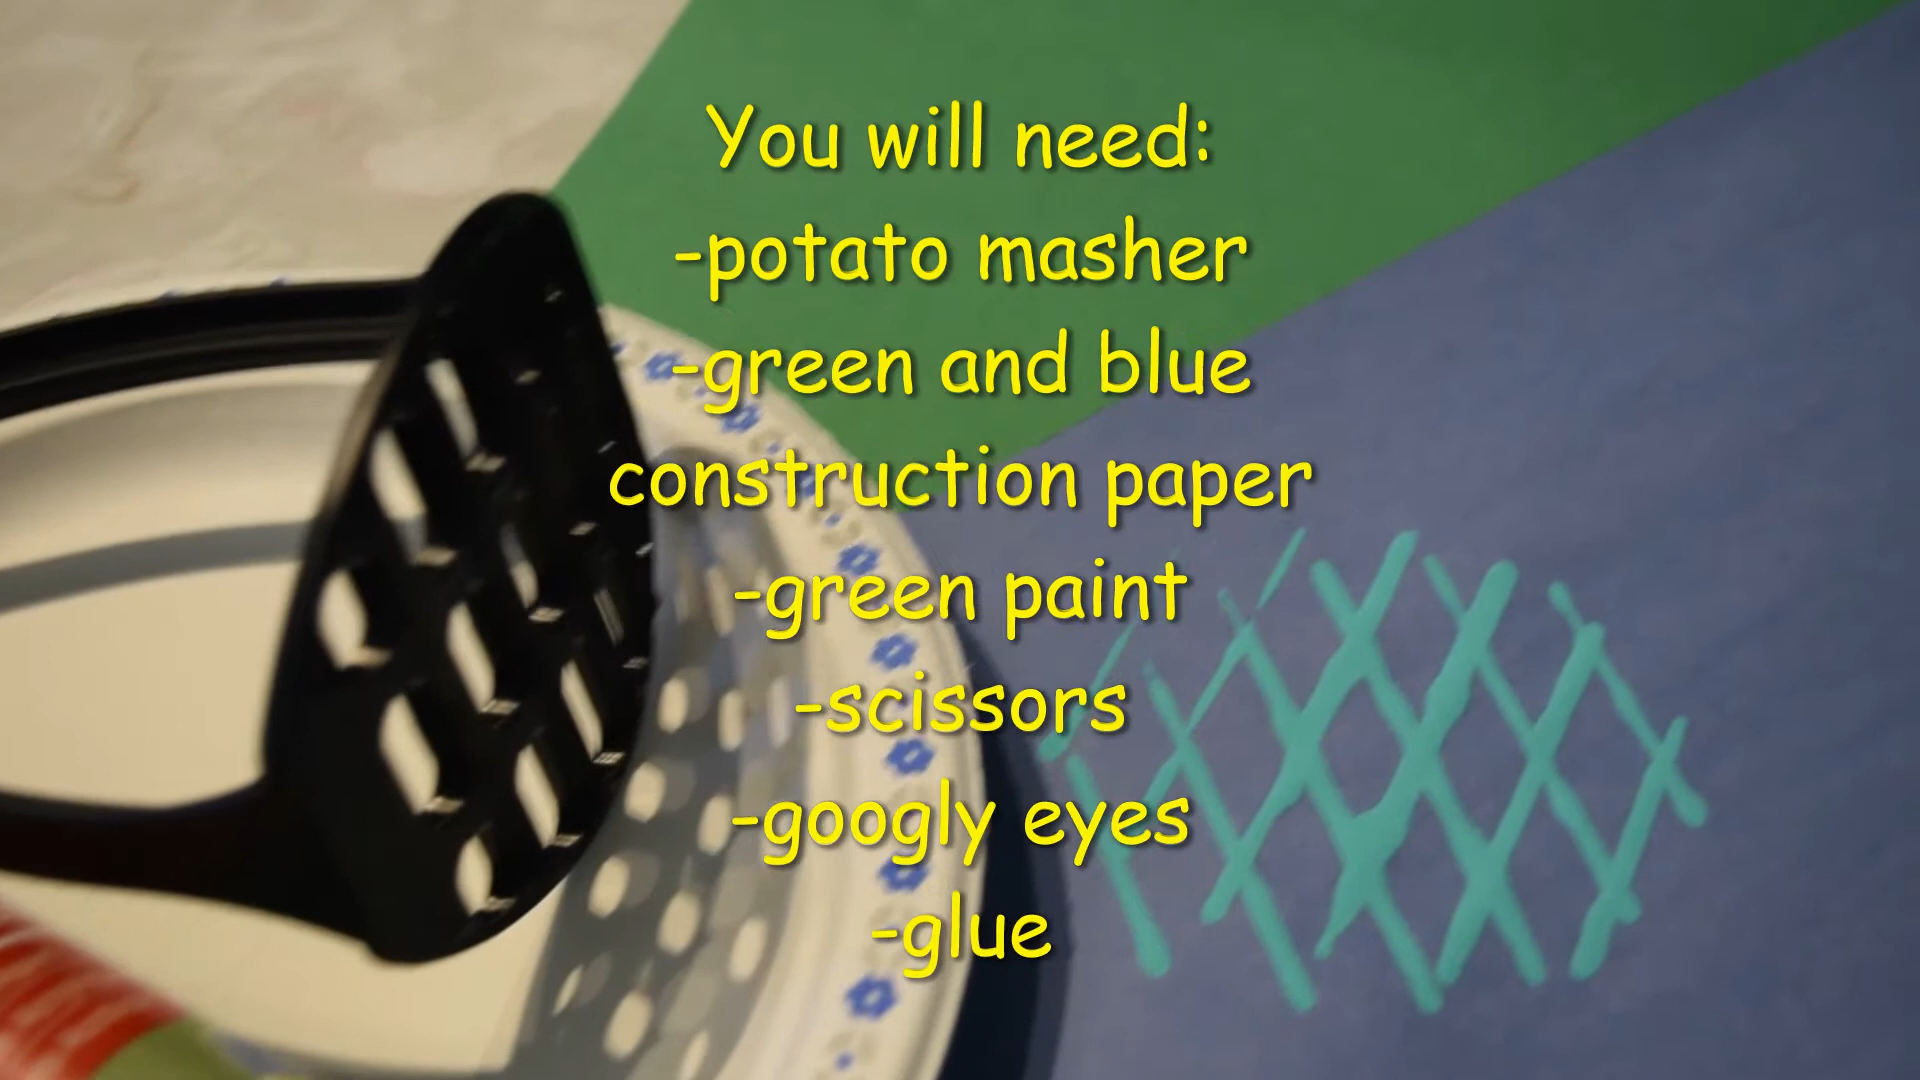 You will need:
-potato masher
-green and blue
construction paper
-green paint
-scissors
-googly eyes
-glue